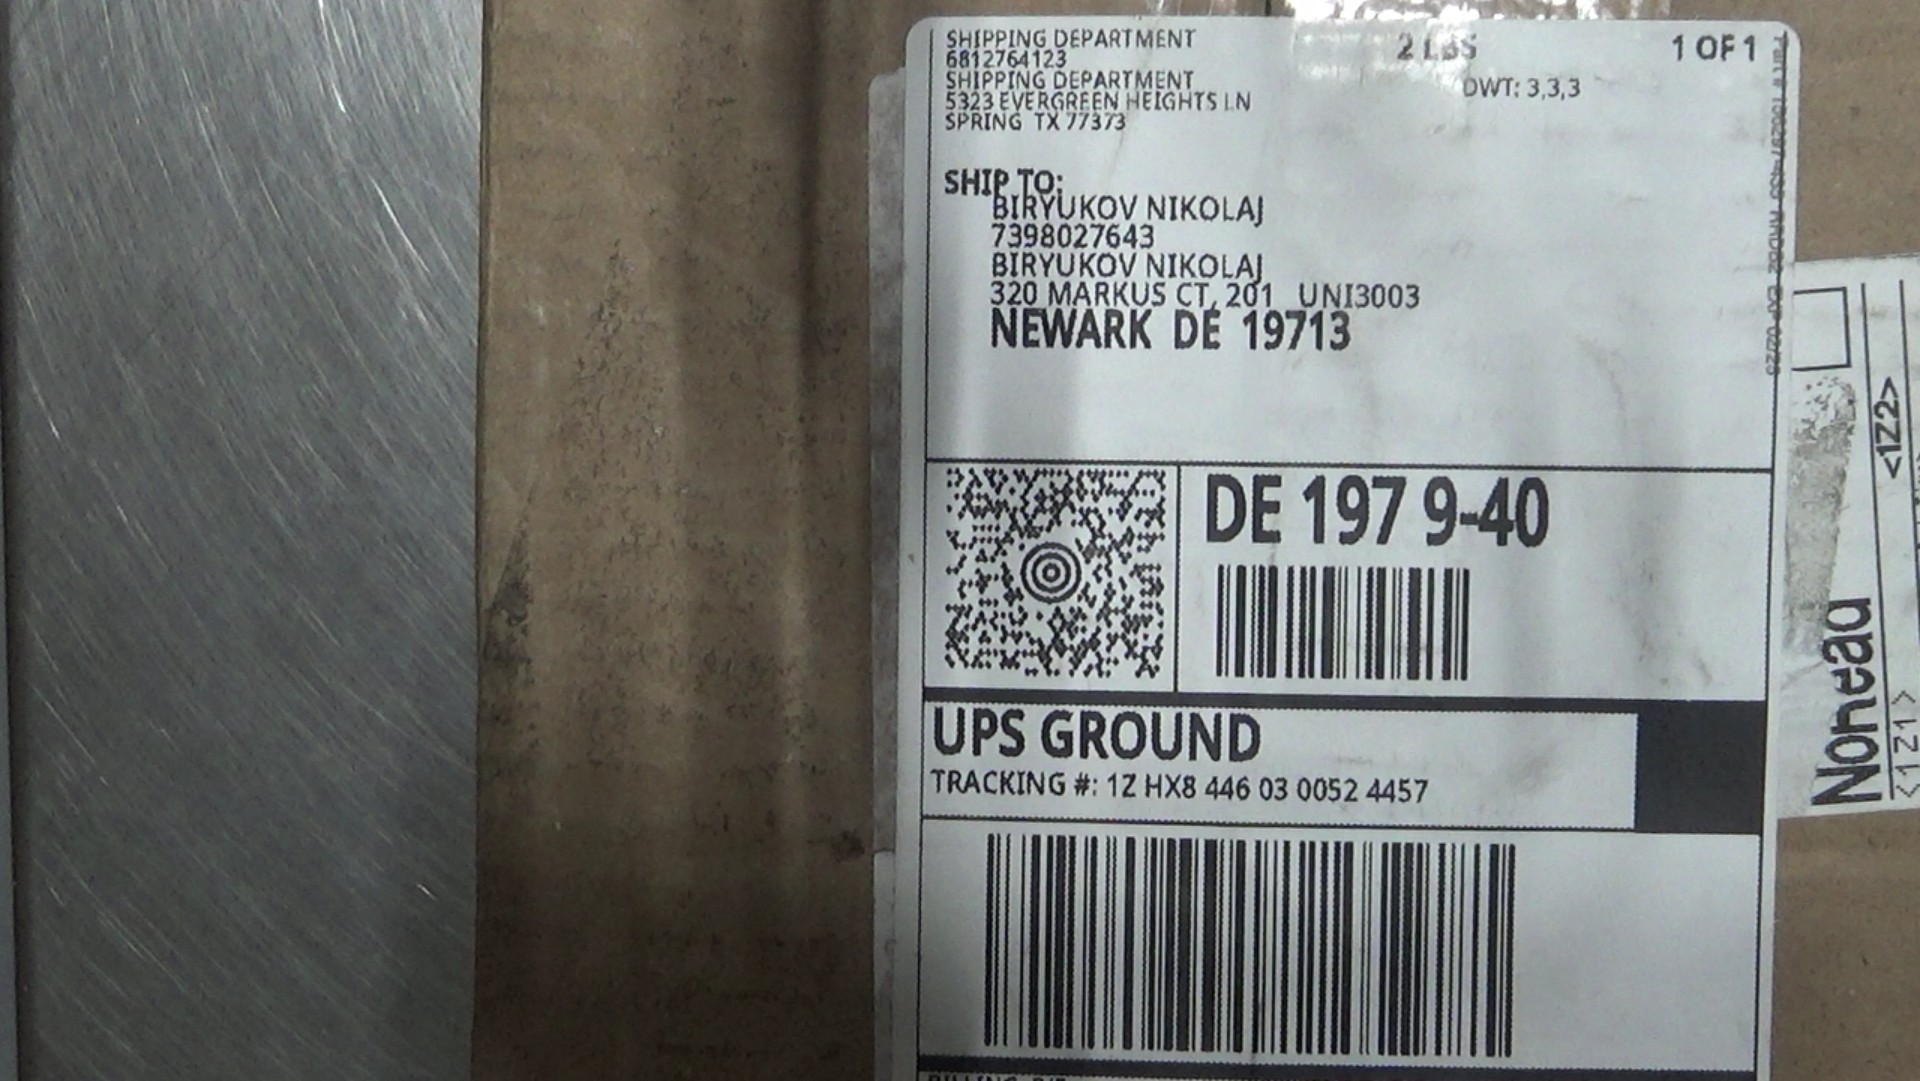 SHIPPING DEPARTMENT
6812764123
SHIPPING DEPARTMENT
5323 EVERGREEN HEIGHTS LN
SPRING TX 77373
2 LBS
1 OF 1
DWT: 3,3,3
SHIP TO:
BIRYUKOV NIKOLAJ
7398027643
BIRYUKOV NIKOLAJ
320 MARKUS CT, 201 UNI3003
NEWARK DE 19713
DE 197 9-40
UPS GROUND
TRACKING #: 1Z HX8 446 03 0052 4457
<1Z2>
<1Z1>